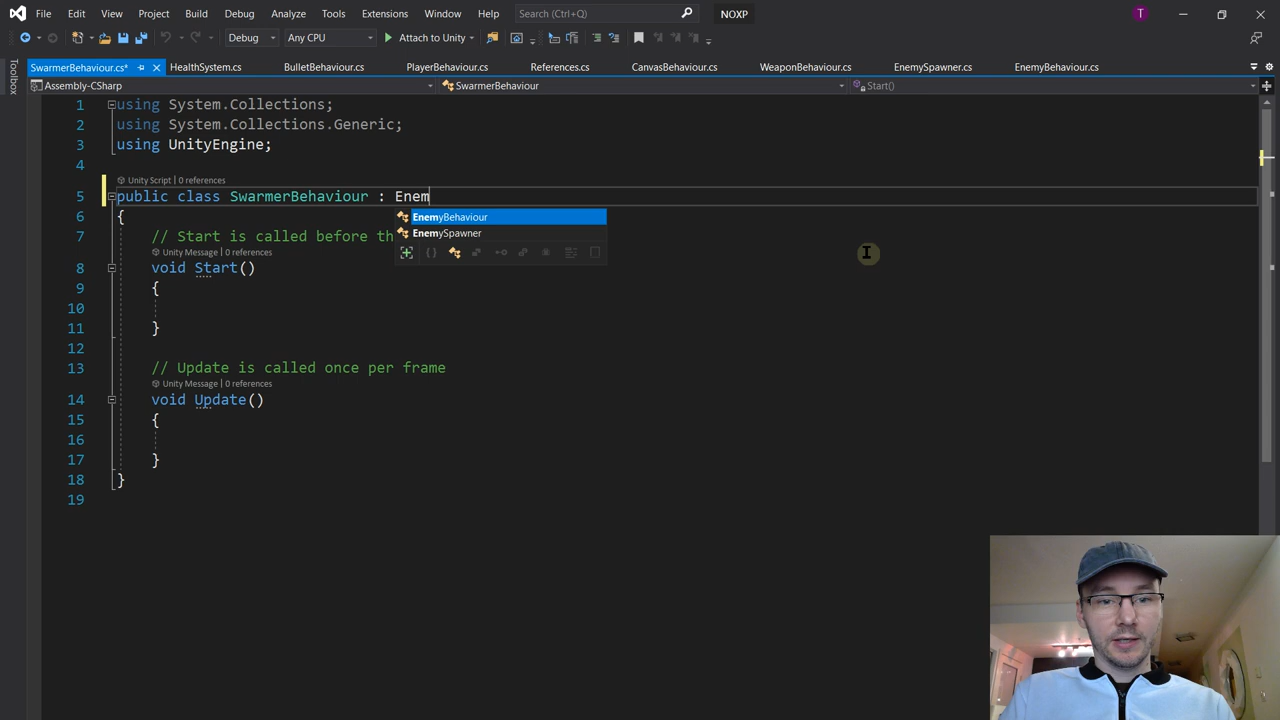 File Edit View Project Build Debug Analyze Tools Extensions Window Help Search (Ctrl+Q) NOXP T
Debug Any CPU Attach to Unity
SwarmerBehaviour.cs* HealthSystem.cs BulletBehaviour.cs PlayerBehaviour.cs References.cs CanvasBehaviour.cs WeaponBehaviour.cs EnemySpawner.cs EnemyBehaviour.cs
Toolbox
Assembly-CSharp SwarmerBehaviour Start()
1 using System.Collections;
2 using System.Collections.Generic;
3 using UnityEngine;
4
Unity Script | 0 references
5 public class SwarmerBehaviour : Enem
6 {
EnemyBehaviour
EnemySpawner
7 // Start is called before th
Unity Message | 0 references
8 void Start()
9 {
10
11 }
12
13 // Update is called once per frame
Unity Message | 0 references
14 void Update()
15 {
16
17 }
18 }
19